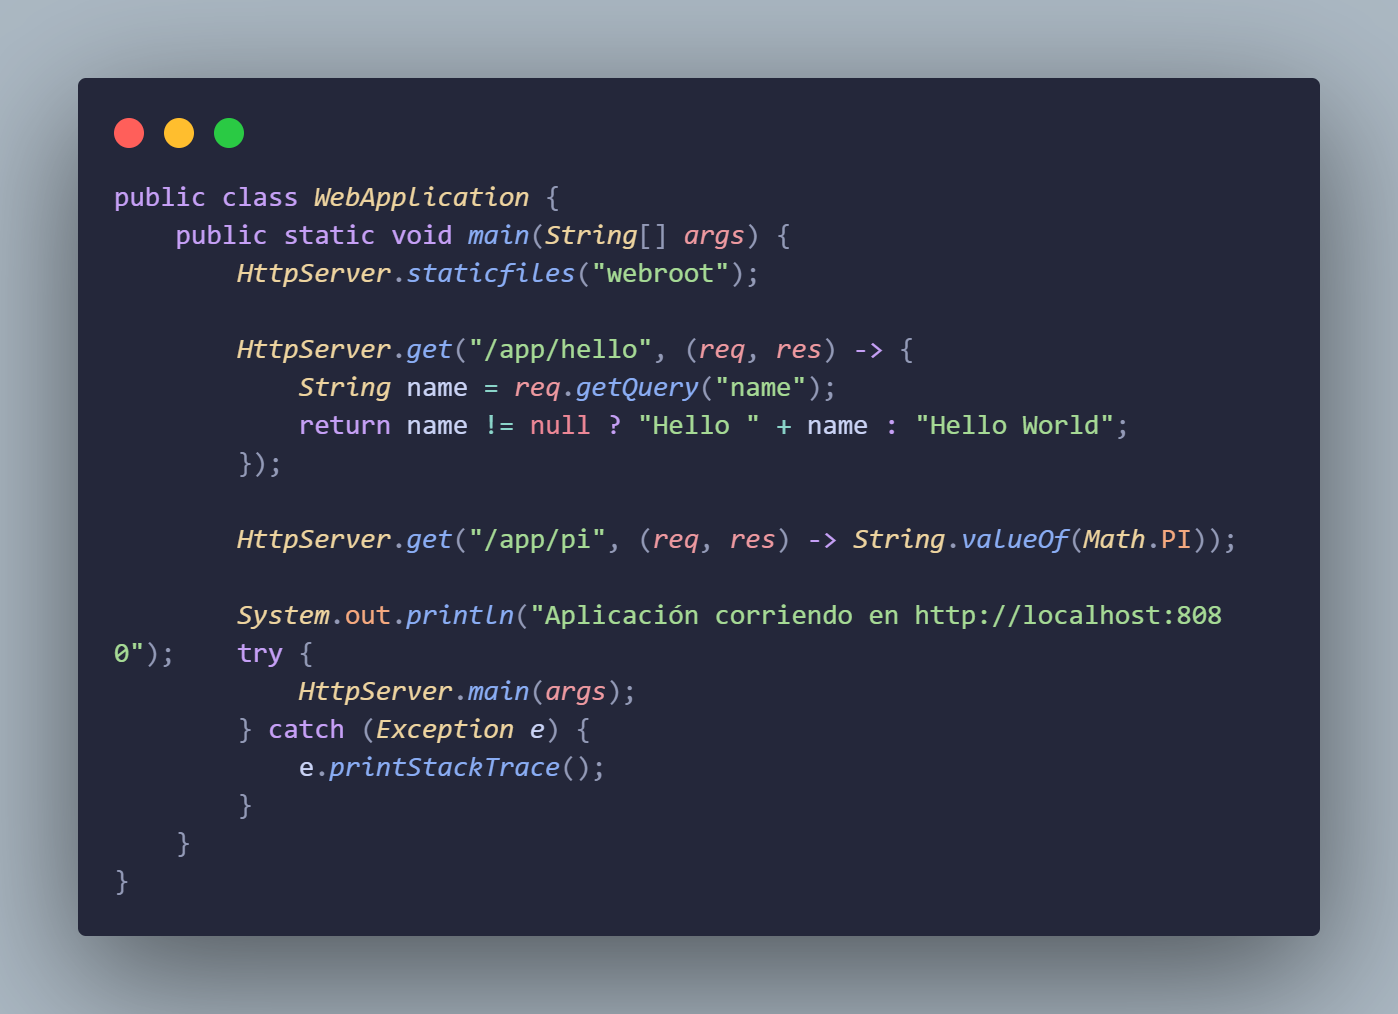 public class WebApplication {
    public static void main(String[] args) {
        HttpServer.staticfiles("webroot");

        HttpServer.get("/app/hello", (req, res) -> {
            String name = req.getQuery("name");
            return name != null ? "Hello " + name : "Hello World";
        });

        HttpServer.get("/app/pi", (req, res) -> String.valueOf(Math.PI));

        System.out.println("Aplicación corriendo en http://localhost:808
0");    try {
            HttpServer.main(args);
        } catch (Exception e) {
            e.printStackTrace();
        }
    }
}